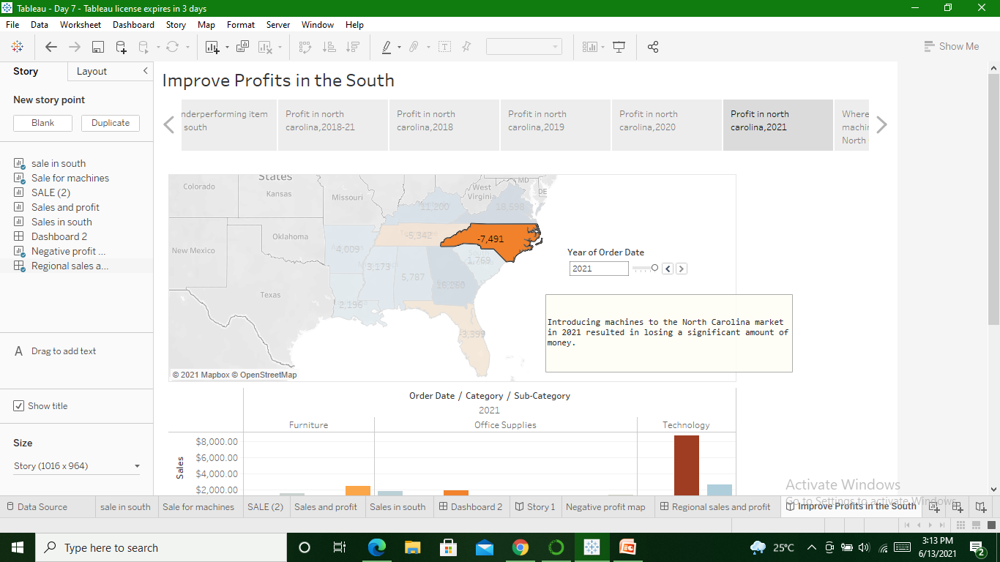 Tableau - Day 7 - Tableau license expires in 3 days
File Data Worksheet Dashboard Story Map Format Server Window Help
Show Me
Story Layout
New story point
Blank Duplicate
sale in south
Sale for machines
SALE (2)
Sales and profit
Sales in south
Dashboard 2
Negative profit ...
Regional sales a...
A Drag to add text
Show title
Size
Story (1016 x 964)
Improve Profits in the South
nderperforming item
south
Profit in north
carolina,2018-21
Profit in north
carolina,2018
Profit in north
carolina,2019
Profit in north
carolina,2020
Profit in north
carolina,2021
Where
machin
North
States
Colorado
Kansas
Missouri
West
Virginia
MD
DE
11,200
18,598
Oklahoma
-5,342
-7,491
New Mexico
4,009
3,173
1,769
5,787
Texas
2,196
3,399
© 2021 Mapbox © OpenStreetMap
Year of Order Date
2021
Introducing machines to the North Carolina market
in 2021 resulted in losing a significant amount of
money.
Order Date / Category / Sub-Category
2021
Furniture Office Supplies Technology
Sales
$8,000.00
$6,000.00
$4,000.00
$2,000.00
Activate Windows
Go to Settings to activate Windows.
Data Source sale in south Sale for machines SALE (2) Sales and profit Sales in south Dashboard 2 Story 1 Negative profit map Regional sales and profit Improve Profits in the South
Type here to search
25°C
3:13 PM
6/13/2021
2